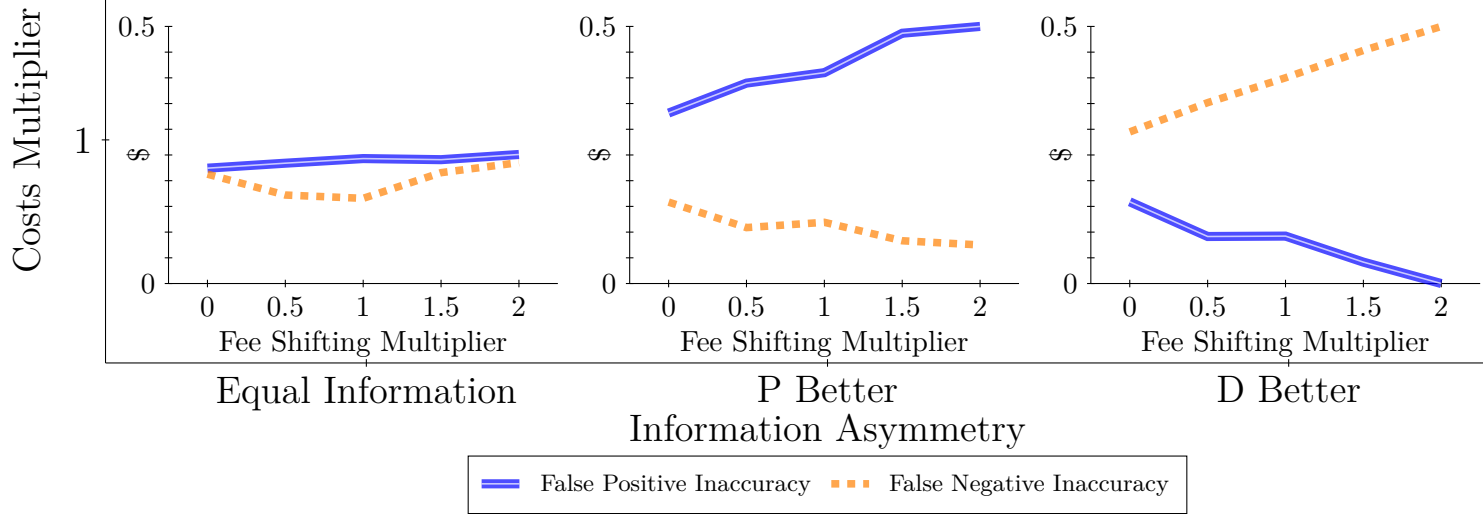 Costs Multiplier
1
0.5
$
0
0 0.5 1 1.5 2
Fee Shifting Multiplier
0.5
$
0
0 0.5 1 1.5 2
Fee Shifting Multiplier
0.5
$
0
0 0.5 1 1.5 2
Fee Shifting Multiplier
Equal Information
P Better
D Better
Information Asymmetry
False Positive Inaccuracy
False Negative Inaccuracy